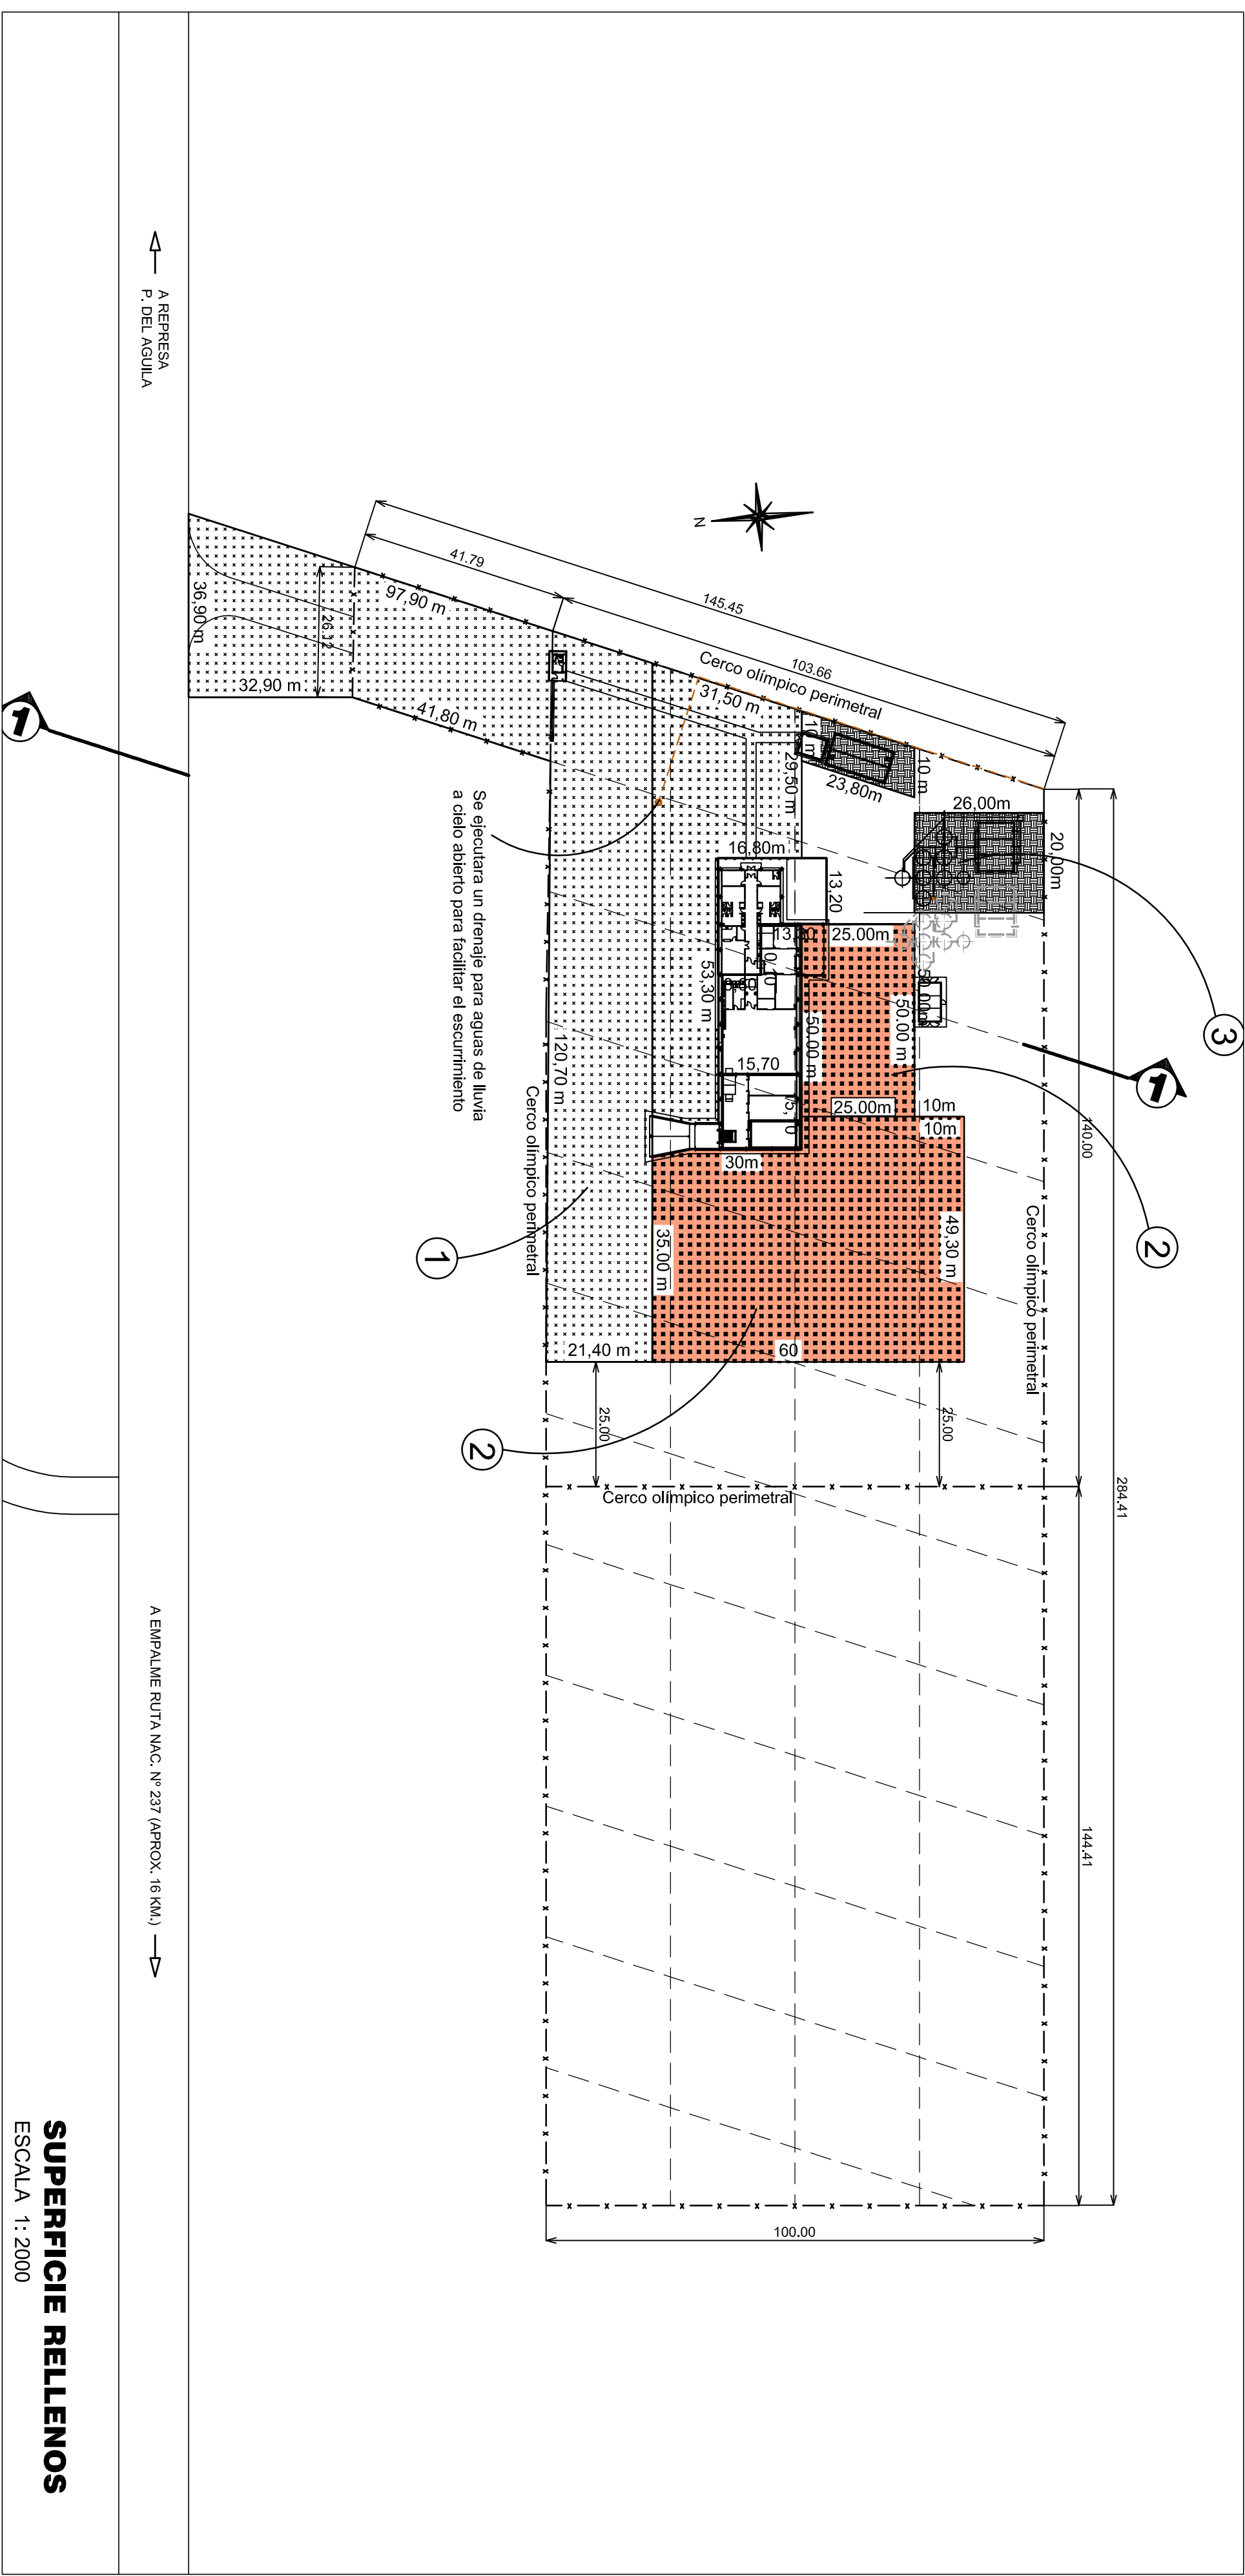 A REPRESA
P. DEL AGUILA
N
41.79
145.45
103.66
97,90 m
36,90 m
26.12
32,90 m
41,80 m
Cerco olímpico perimetral
31,50 m
10 m
29,50 m
23,80m
10 m
26,00m
20,00m
1
Se ejecutara un drenaje para aguas de lluvia
a cielo abierto para facilitar el escurrimiento
16,80m
13,20
25.00m
53,30 m
50.00 m
50.00 m
3
120,70 m
15,70
25.00m
10m
10m
1
140.00
30m
Cerco olímpico perimetral
1
35.00 m
49,30 m
Cerco olímpico perimetral
2
21,40 m
60
25.00
25.00
2
284.41
Cerco olímpico perimetral
A EMPALME RUTA NAC. Nº 237 (APROX. 16 KM.)
144.41
100.00
SUPERFICIE RELLENOS
ESCALA 1: 2000